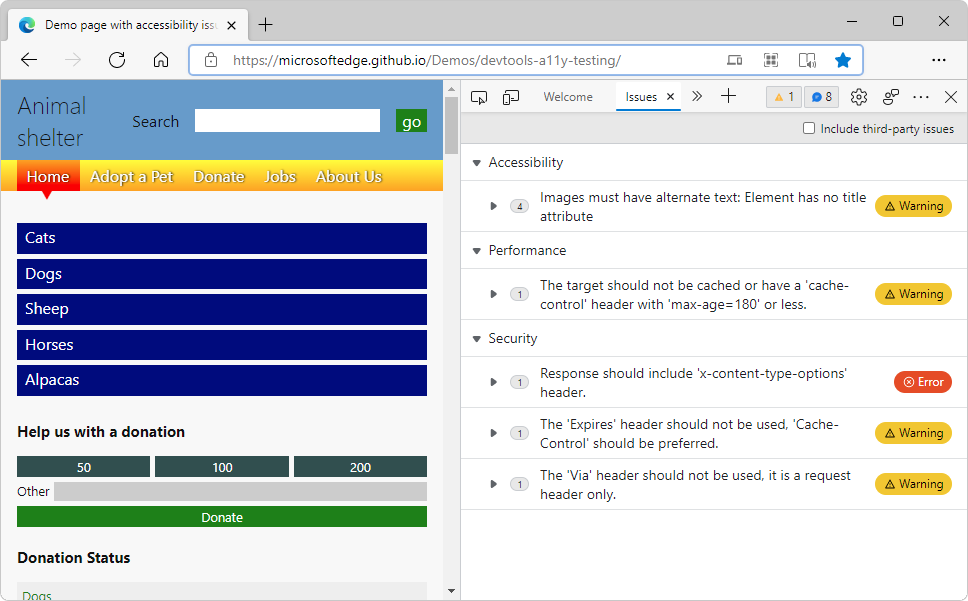 Demo page with accessibility iss
https://microsoftedge.github.io/Demos/devtools-a11y-testing/
Animal
shelter
Search
go
Home
Adopt a Pet
Donate
Jobs
About Us
Cats
Dogs
Sheep
Horses
Alpacas
Help us with a donation
50
100
200
Other
Donate
Donation Status
Dogs
Welcome
Issues
1
8
Include third-party issues
Accessibility
4
Images must have alternate text: Element has no title
attribute
Warning
Performance
1
The target should not be cached or have a 'cache-
control' header with 'max-age=180' or less.
Warning
Security
1
Response should include 'x-content-type-options'
header.
Error
1
The 'Expires' header should not be used, 'Cache-
Control' should be preferred.
Warning
1
The 'Via' header should not be used, it is a request
header only.
Warning